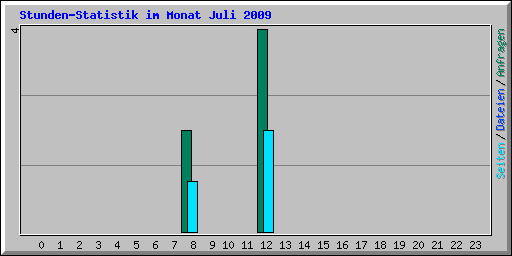 Stunden-Statistik im Monat Juli 2009
4
Seiten/Dateien/Anfragen
0 1 2 3 4 5 6 7 8 9 10 11 12 13 14 15 16 17 18 19 20 21 22 23